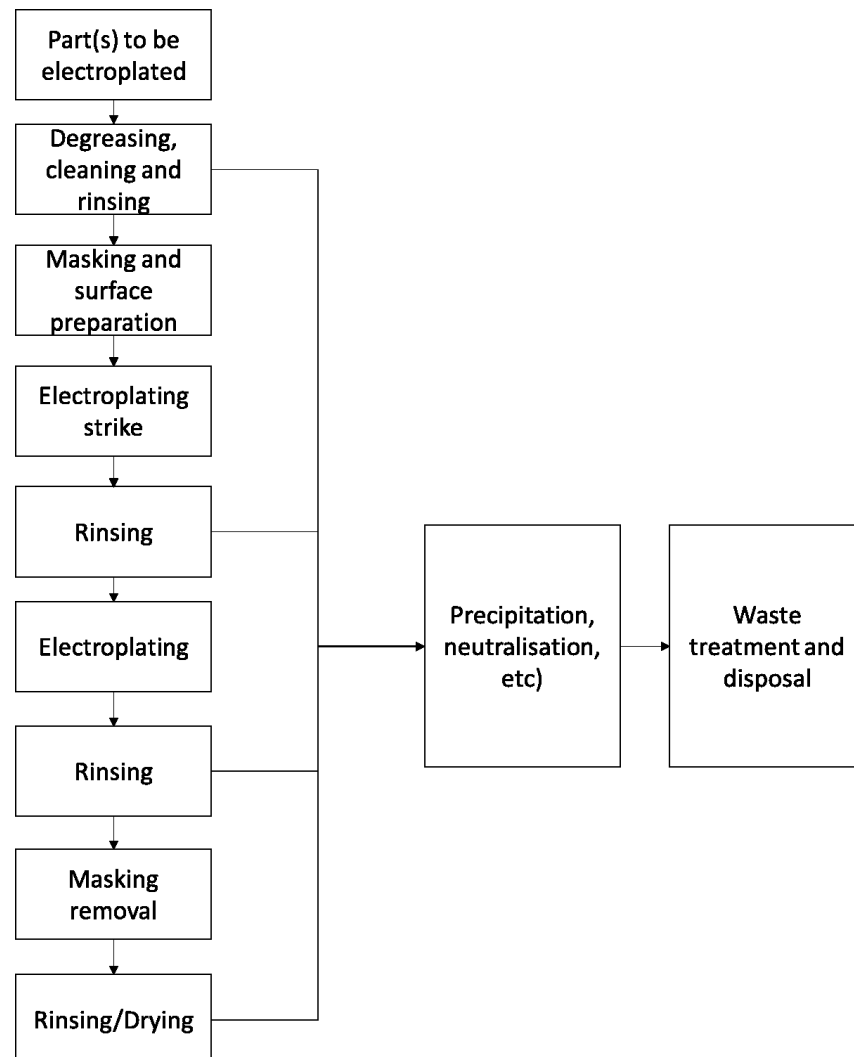 Part(s) to be
electroplated
Degreasing,
cleaning and
rinsing
Masking and
surface
preparation
Electroplating
strike
Rinsing
Electroplating
Rinsing
Masking
removal
Rinsing/Drying
Precipitation,
neutralisation,
etc)
Waste
treatment and
disposal